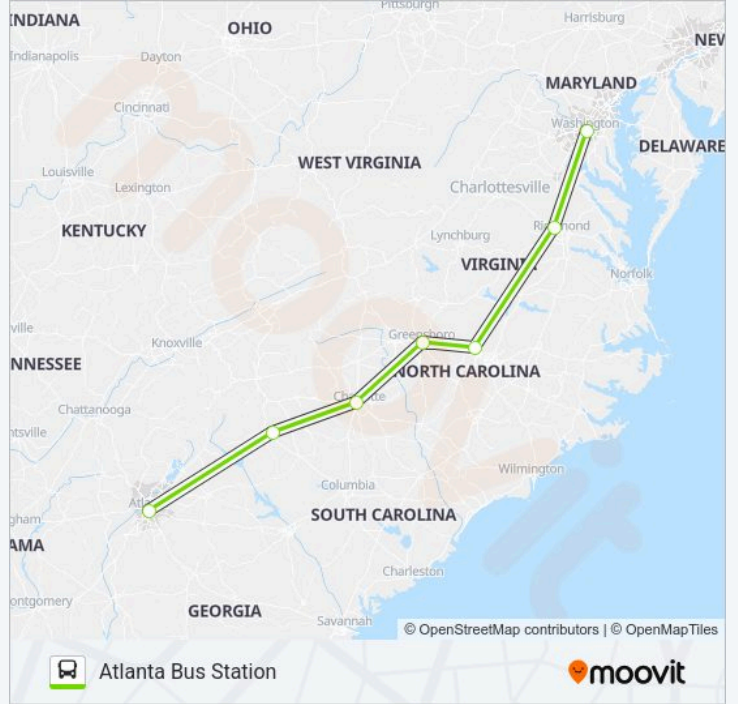 Pittsburgh
INDIANA
OHIO
Harrisburg
NEW
Indianapolis
Dayton
MARYLAND
Cincinnati
Washington
DELAWARE
WEST VIRGINIA
Louisville
Lexington
Charlottesville
KENTUCKY
Richmond
Lynchburg
VIRGINIA
Norfolk
ville
Greensboro
Knoxville
NNESSEE
NORTH CAROLINA
Charlotte
Chattanooga
ntsville
Wilmington
Columbia
Atla
gham
SOUTH CAROLINA
AMA
Charleston
ontgomery
GEORGIA
Savannah
© OpenStreetMap contributors | © OpenMapTiles
Atlanta Bus Station
moovit